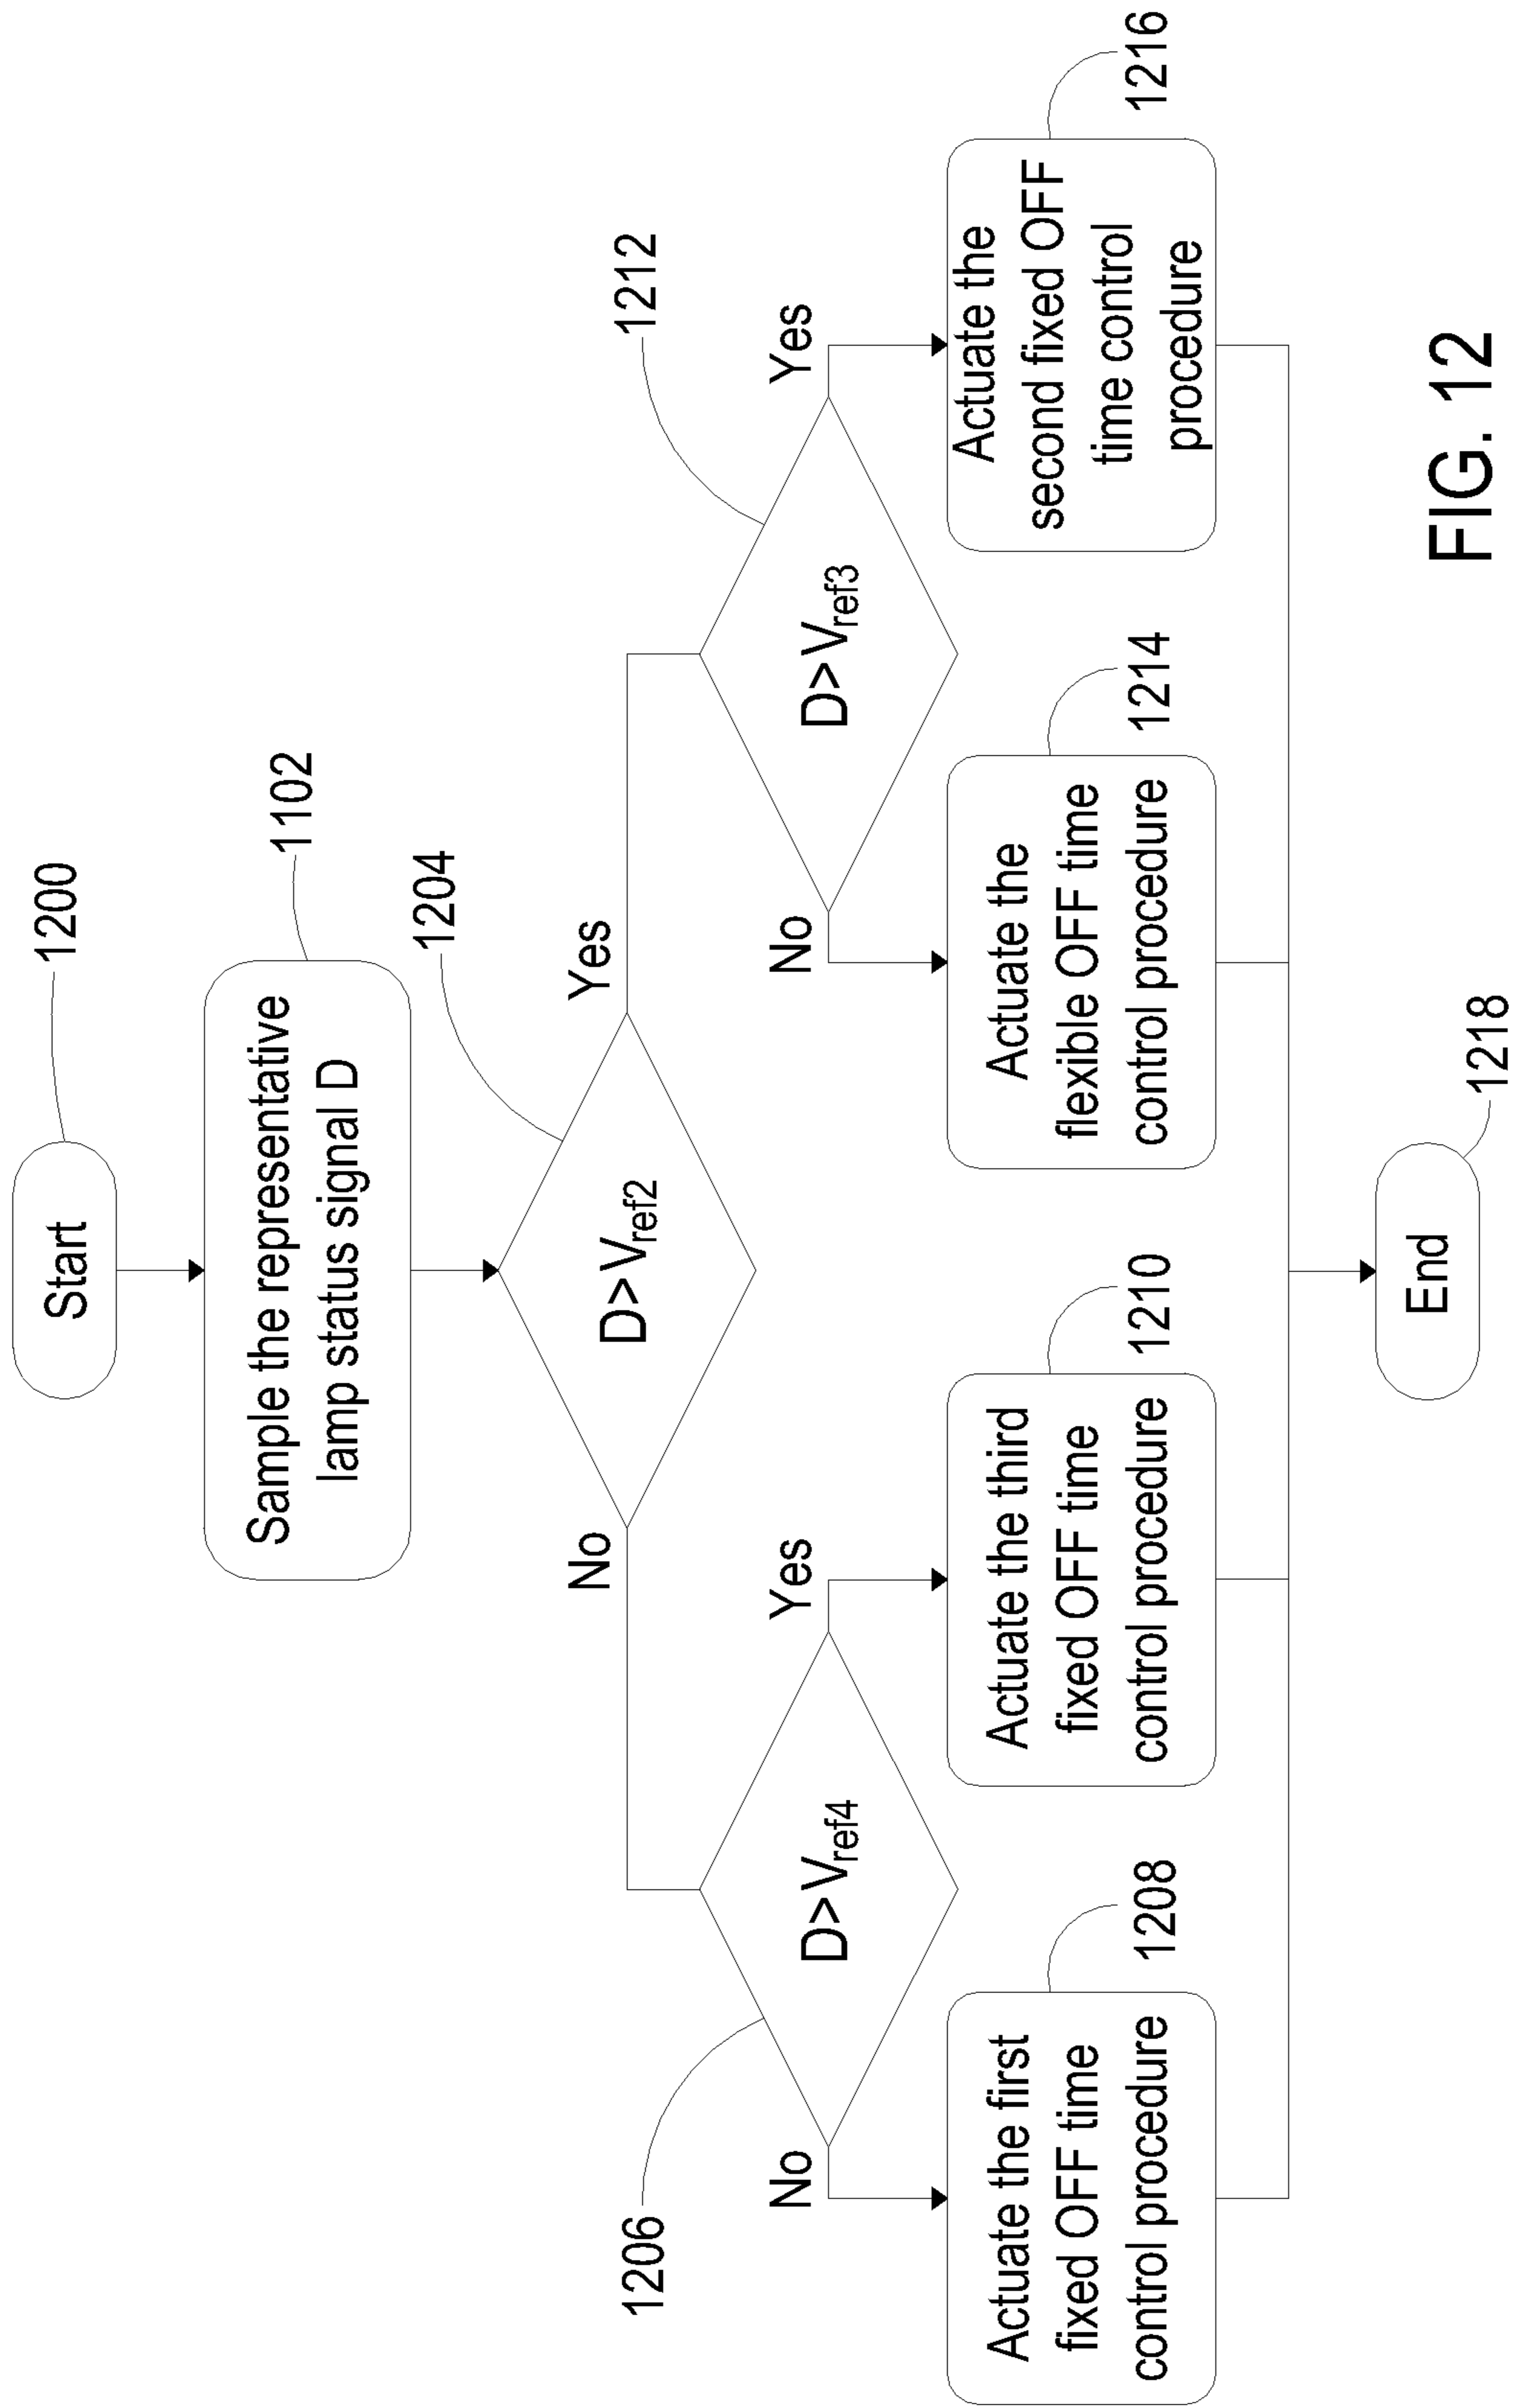 Start
1200
Sample the representative
lamp status signal D
1102
1204
D>Vref2
No
Yes
1206
D>Vref4
1212
D>Vref3
No
Yes
No
Yes
Actuate the first
fixed OFF time
control procedure
1208
Actuate the third
fixed OFF time
control procedure
1210
Actuate the
flexible OFF time
control procedure
1214
Actuate the
second fixed OFF
time control
procedure
1216
End
1218
FIG. 12